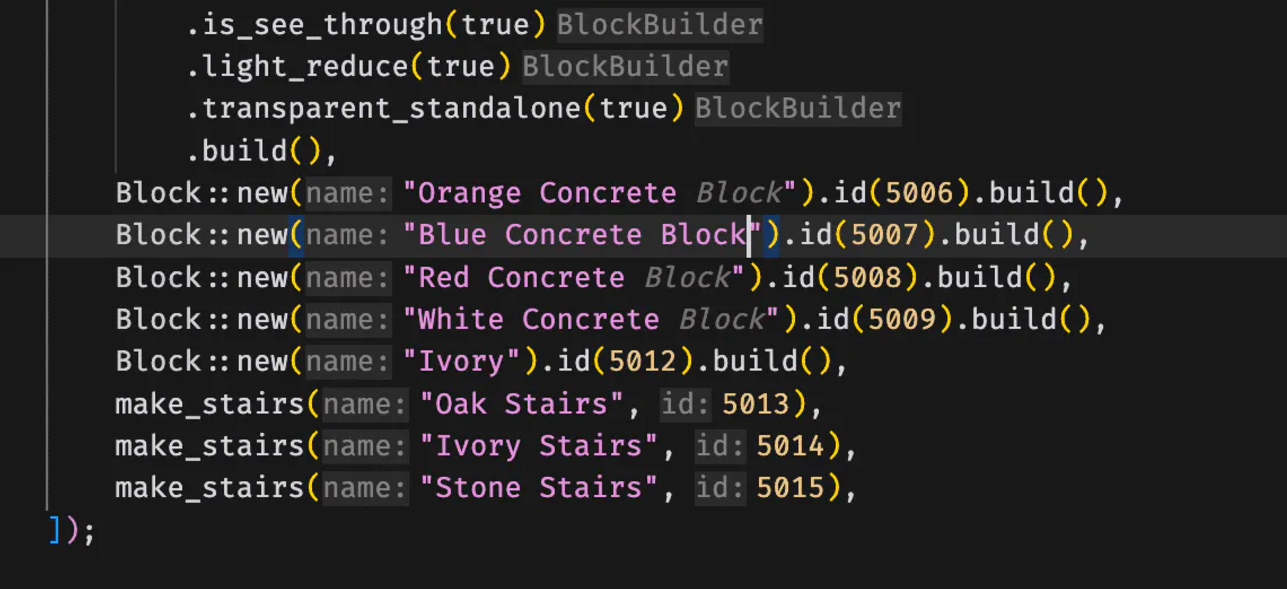 .is_see_through(true) BlockBuilder
.light_reduce(true) BlockBuilder
.transparent_standalone(true) BlockBuilder
.build(),
Block::new(name: "Orange Concrete Block").id(5006).build(),
Block::new(name: "Blue Concrete Block").id(5007).build(),
Block::new(name: "Red Concrete Block").id(5008).build(),
Block::new(name: "White Concrete Block").id(5009).build(),
Block::new(name: "Ivory").id(5012).build(),
make_stairs(name: "Oak Stairs", id: 5013),
make_stairs(name: "Ivory Stairs", id: 5014),
make_stairs(name: "Stone Stairs", id: 5015),
]);